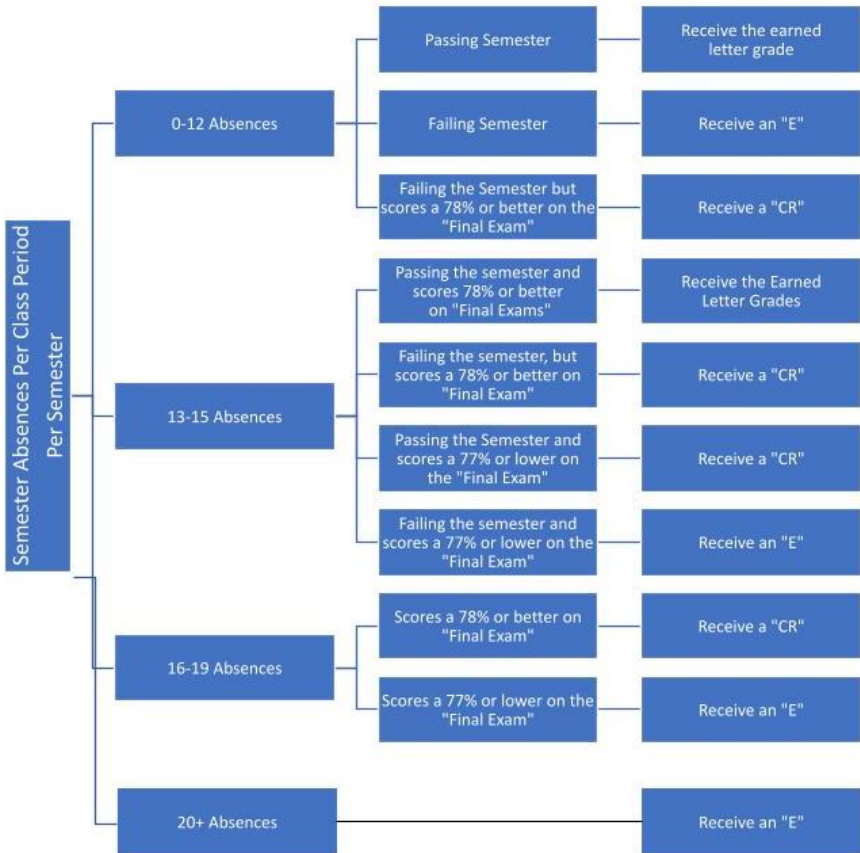 Semester Absences Per Class Period
Per Semester
0-12 Absences
Passing Semester
Receive the earned
letter grade
Failing Semester
Receive an "E"
Failing the Semester but
scores a 78% or better on the
"Final Exam"
Receive a "CR"
13-15 Absences
Passing the semester and
scores 78% or better
on "Final Exams"
Receive the Earned
Letter Grades
Failing the semester, but
scores a 78% or better on
"Final Exam"
Receive a "CR"
Passing the Semester and
scores a 77% or lower on
the "Final Exam"
Receive a "CR"
Failing the semester and
scores a 77% or lower on the
"Final Exam"
Receive an "E"
16-19 Absences
Scores a 78% or better on
"Final Exam"
Receive a "CR"
Scores a 77% or lower on the
"Final Exam"
Receive an "E"
20+ Absences
Receive an "E"